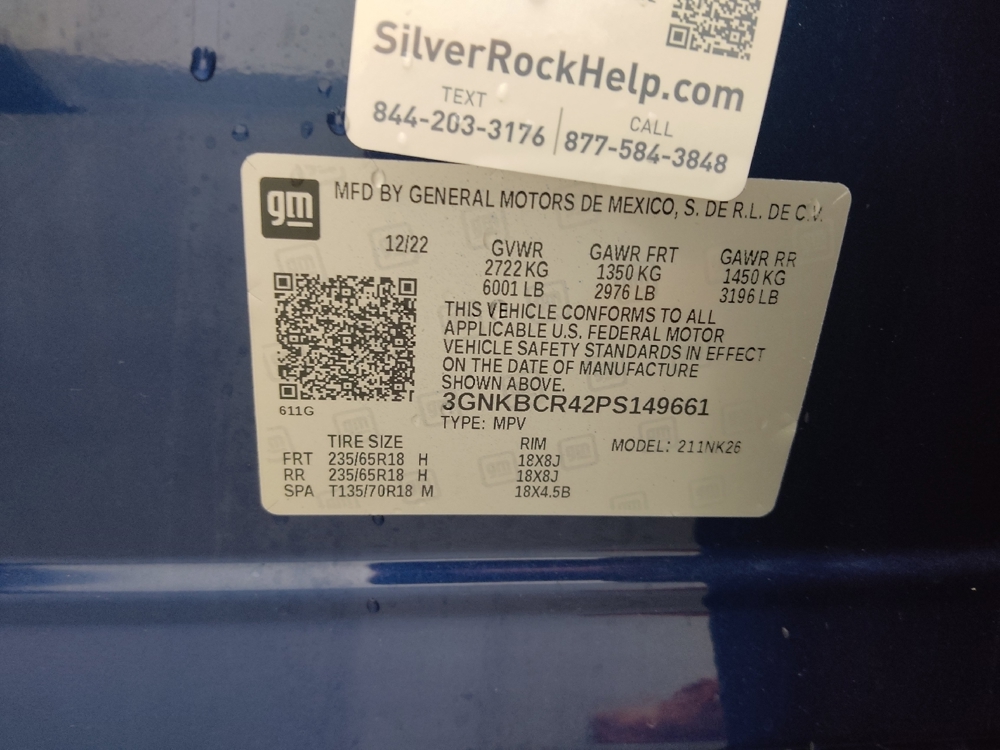 SilverRockHelp.com
TEXT
844-203-3176
CALL
877-584-3848
gm
MFD BY GENERAL MOTORS DE MEXICO, S. DE R.L. DE C.V.
12/22
GVWR GAWR FRT GAWR RR
2722 KG 1350 KG 1450 KG
6001 LB 2976 LB 3196 LB
THIS VEHICLE CONFORMS TO ALL
APPLICABLE U.S. FEDERAL MOTOR
VEHICLE SAFETY STANDARDS IN EFFECT
ON THE DATE OF MANUFACTURE
SHOWN ABOVE.
611G
3GNKBCR42PS149661
TYPE: MPV
TIRE SIZE RIM MODEL: 211NK26
FRT 235/65R18 H 18X8J
RR 235/65R18 H 18X8J
SPA T135/70R18 M 18X4.5B